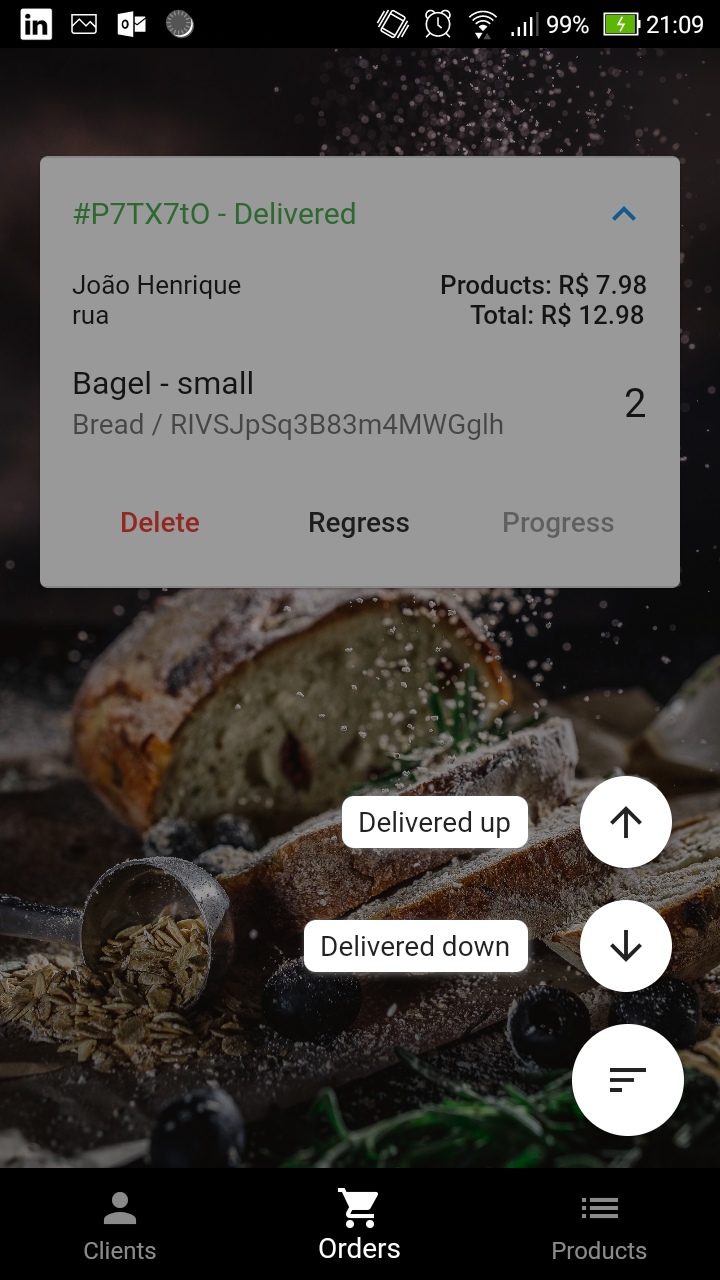 99% 21:09
#P7TX7tO - Delivered
João Henrique
Products: R$ 7.98
rua
Total: R$ 12.98
Bagel - small
2
Bread / RIVSJpSq3B83m4MWGglh
Delete
Regress
Progress
Delivered up
Delivered down
Clients
Orders
Products